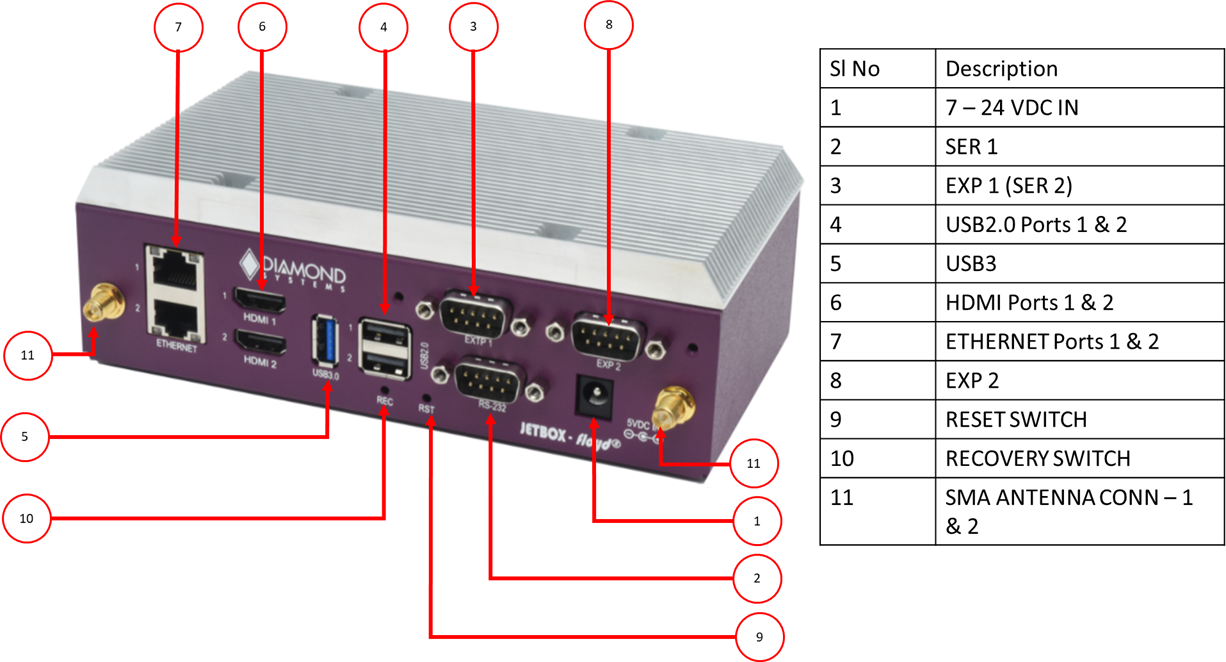 7
6
4
3
8
Sl No Description
1 7 – 24 VDC IN
2 SER 1
3 EXP 1 (SER 2)
4 USB2.0 Ports 1 & 2
5 USB3
6 HDMI Ports 1 & 2
7 ETHERNET Ports 1 & 2
8 EXP 2
9 RESET SWITCH
10 RECOVERY SWITCH
11 SMA ANTENNA CONN – 1
& 2
DIAMOND
SYSTEMS
1
2
ETHERNET
1
HDMI 1
2
HDMI 2
USB3.0
1
2
USB2.0
EXTP 1
EXP 2
REC
RST
RS-232
5VDC IN
JETBOX - floyd
11
5
10
11
1
2
9